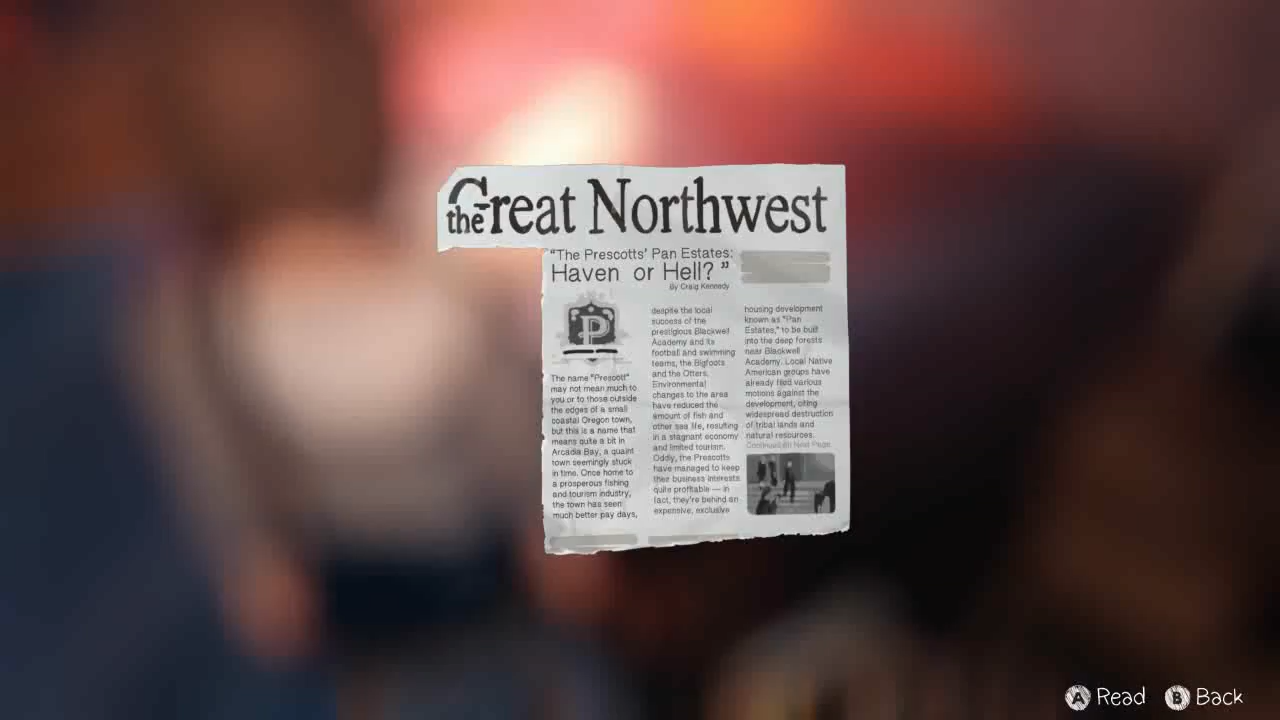 the Great Northwest
"The Prescotts' Pan Estates:
Haven or Hell?"
By Craig Kennedy
P
The name "Prescott"
may not mean much to
you or to those outside
the edges of a small
coastal Oregon town,
but this is a name that
means quite a bit in
Arcadia Bay, a quaint
town seemingly stuck
in time. Once home to
a prosperous fishing
and tourism industry,
the town has seen
much better pay days,
despite the local
success of the
prestigious Blackwell
Academy and its
football and swimming
teams, the Bigfoots
and the Otters.
Environmental
changes to the area
have reduced the
amount of fish and
other sea life, resulting
in a stagnant economy
and limited tourism.
Oddly, the Prescotts
have managed to keep
their business interests
quite profitable — in
fact, they're behind an
expensive, exclusive
housing development
known as "Pan
Estates," to be built
into the deep forests
near Blackwell
Academy. Local Native
American groups have
already filed various
motions against the
development, citing
widespread destruction
of tribal lands and
natural resources.
Continued on Next Page
A Read B Back